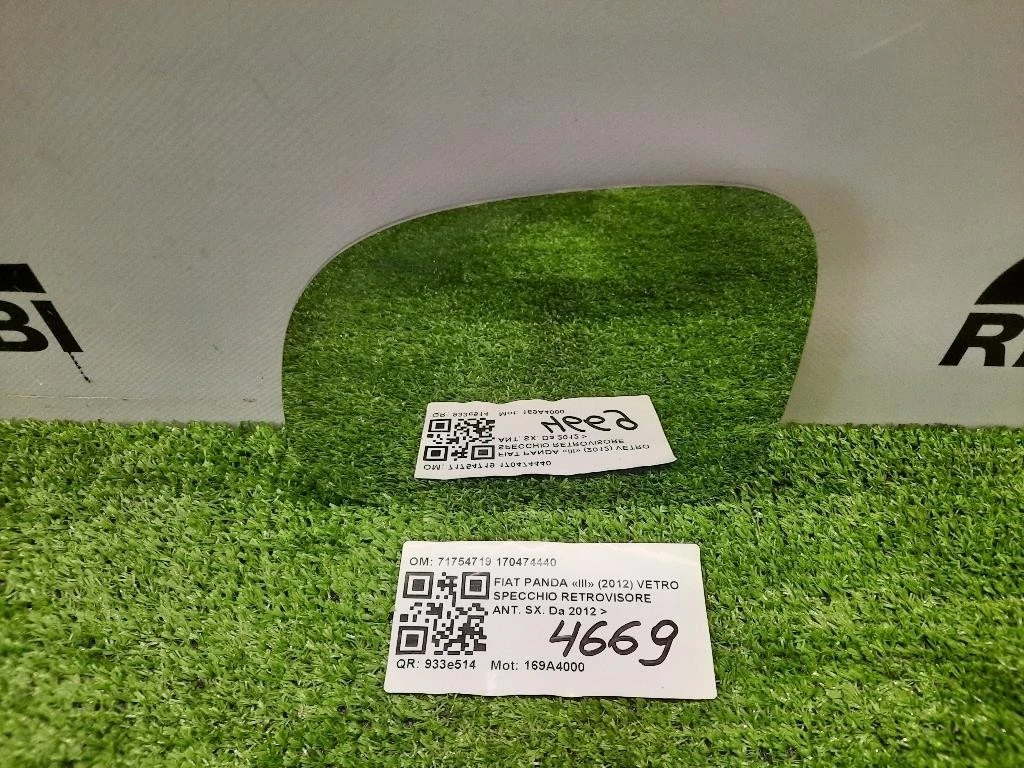 BI
OM: 71754719 170474440
FIAT PANDA «III» (2012) VETRO
SPECCHIO RETROVISORE
ANT. SX. Da 2012 >
4669
QR: 933e514 Mot: 169A4000